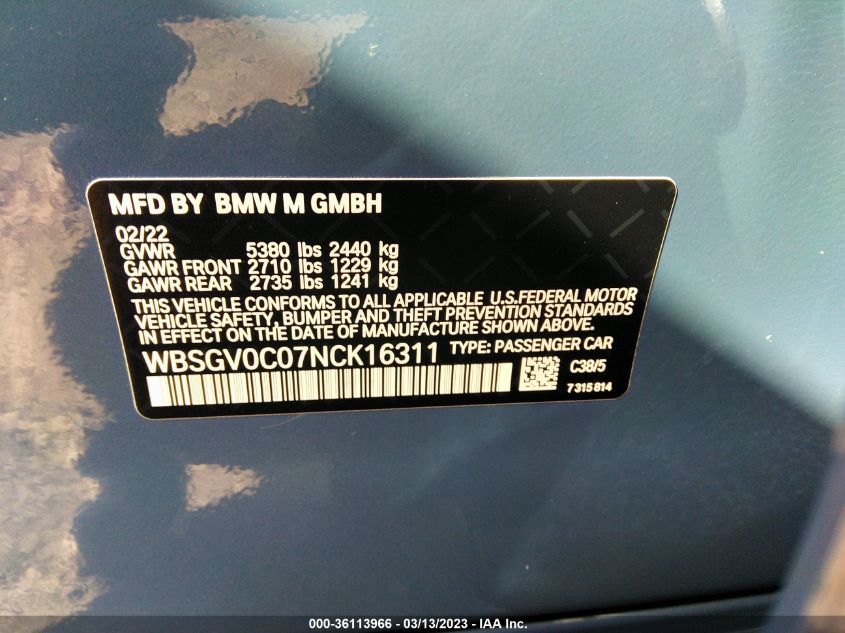 MFD BY BMW M GMBH
02/22
GVWR 5380 lbs 2440 kg
GAWR FRONT 2710 lbs 1229 kg
GAWR REAR 2735 lbs 1241 kg
THIS VEHICLE CONFORMS TO ALL APPLICABLE U.S.FEDERAL MOTOR
VEHICLE SAFETY, BUMPER AND THEFT PREVENTION STANDARDS
IN EFFECT ON THE DATE OF MANUFACTURE SHOWN ABOVE.
WBSGV0C07NCK16311 TYPE: PASSENGER CAR
C38/5
7 315 814
000-36113966 - 03/13/2023 - IAA Inc.